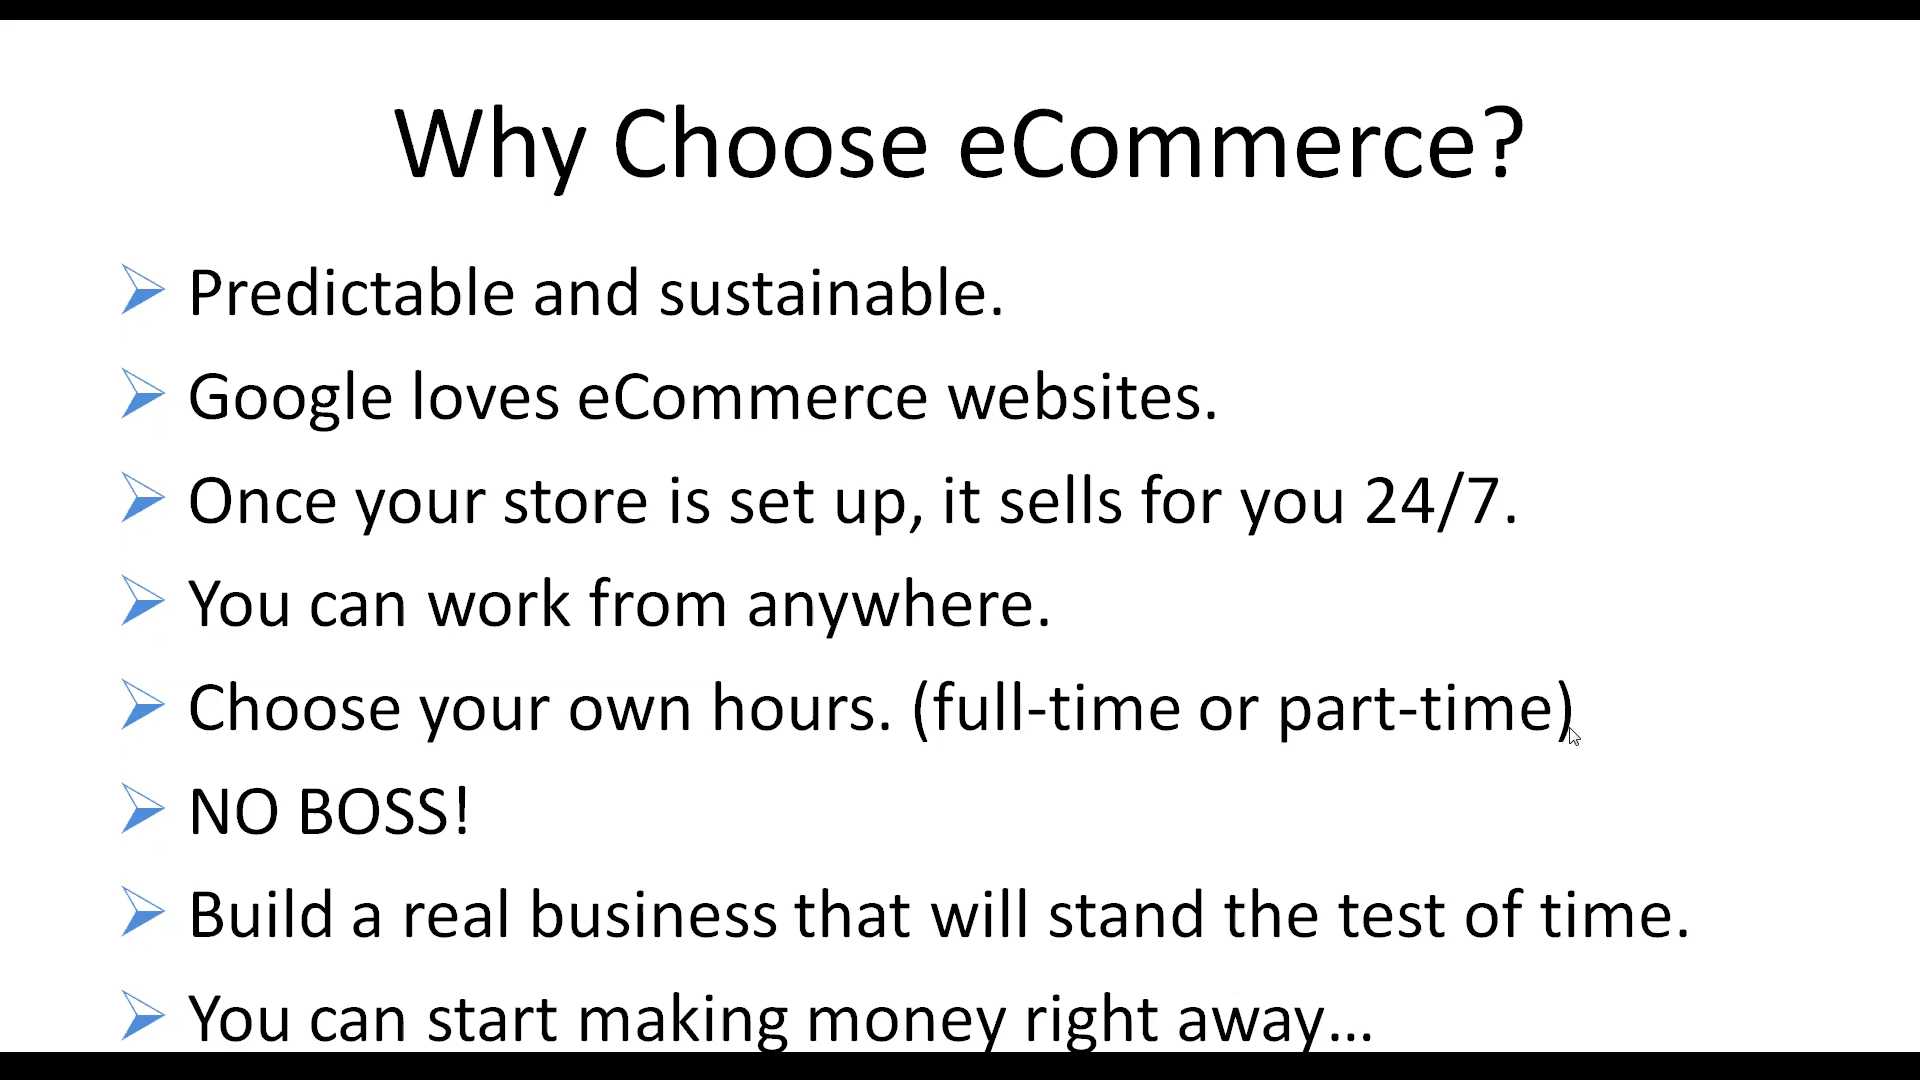 Why Choose eCommerce?
Predictable and sustainable.
Google loves eCommerce websites.
Once your store is set up, it sells for you 24/7.
You can work from anywhere.
Choose your own hours. (full-time or part-time)
NO BOSS!
Build a real business that will stand the test of time.
You can start making money right away...